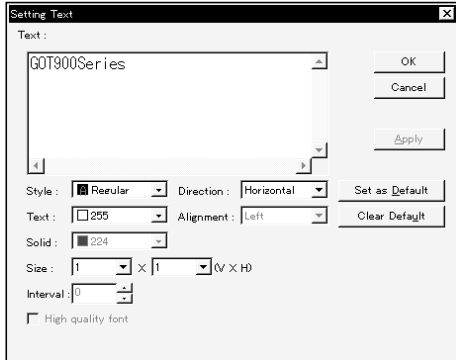 Setting Text
Text :
GOT900Series
OK
Cancel
Apply
Style : Regular Direction : Horizontal Set as Default
Text : 255 Alignment : Left Clear Default
Solid : 224
Size : 1 X 1 (V X H)
Interval : 0
High quality font